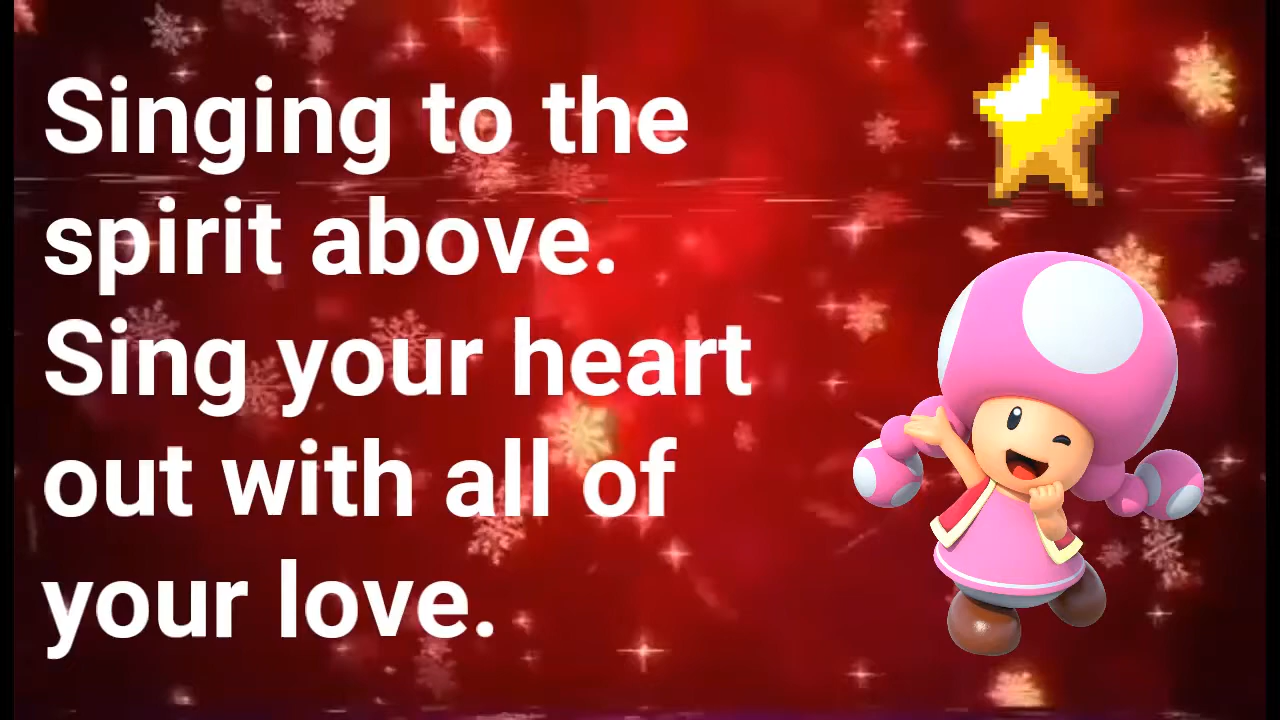 Singing to the
spirit above.
Sing your heart
out with all of
your love.